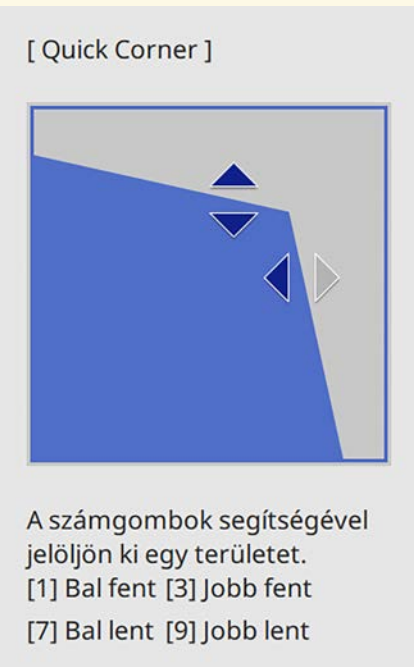 [ Quick Corner ]
A számgombok segítségével
jelöljön ki egy területet.
[1] Bal fent [3] Jobb fent
[7] Bal lent [9] Jobb lent